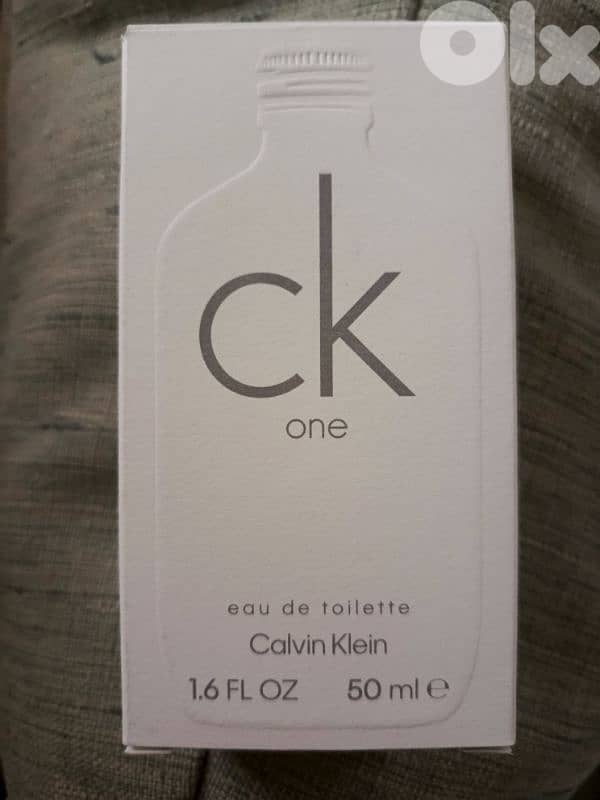 olx
ck
one
eau de toilette
Calvin Klein
1.6 FL OZ 50 ml ℮